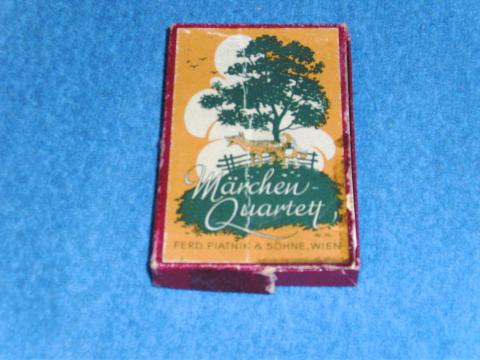 Märchen-
Quartett
FERD. PIATNIK & SÖHNE, WIEN